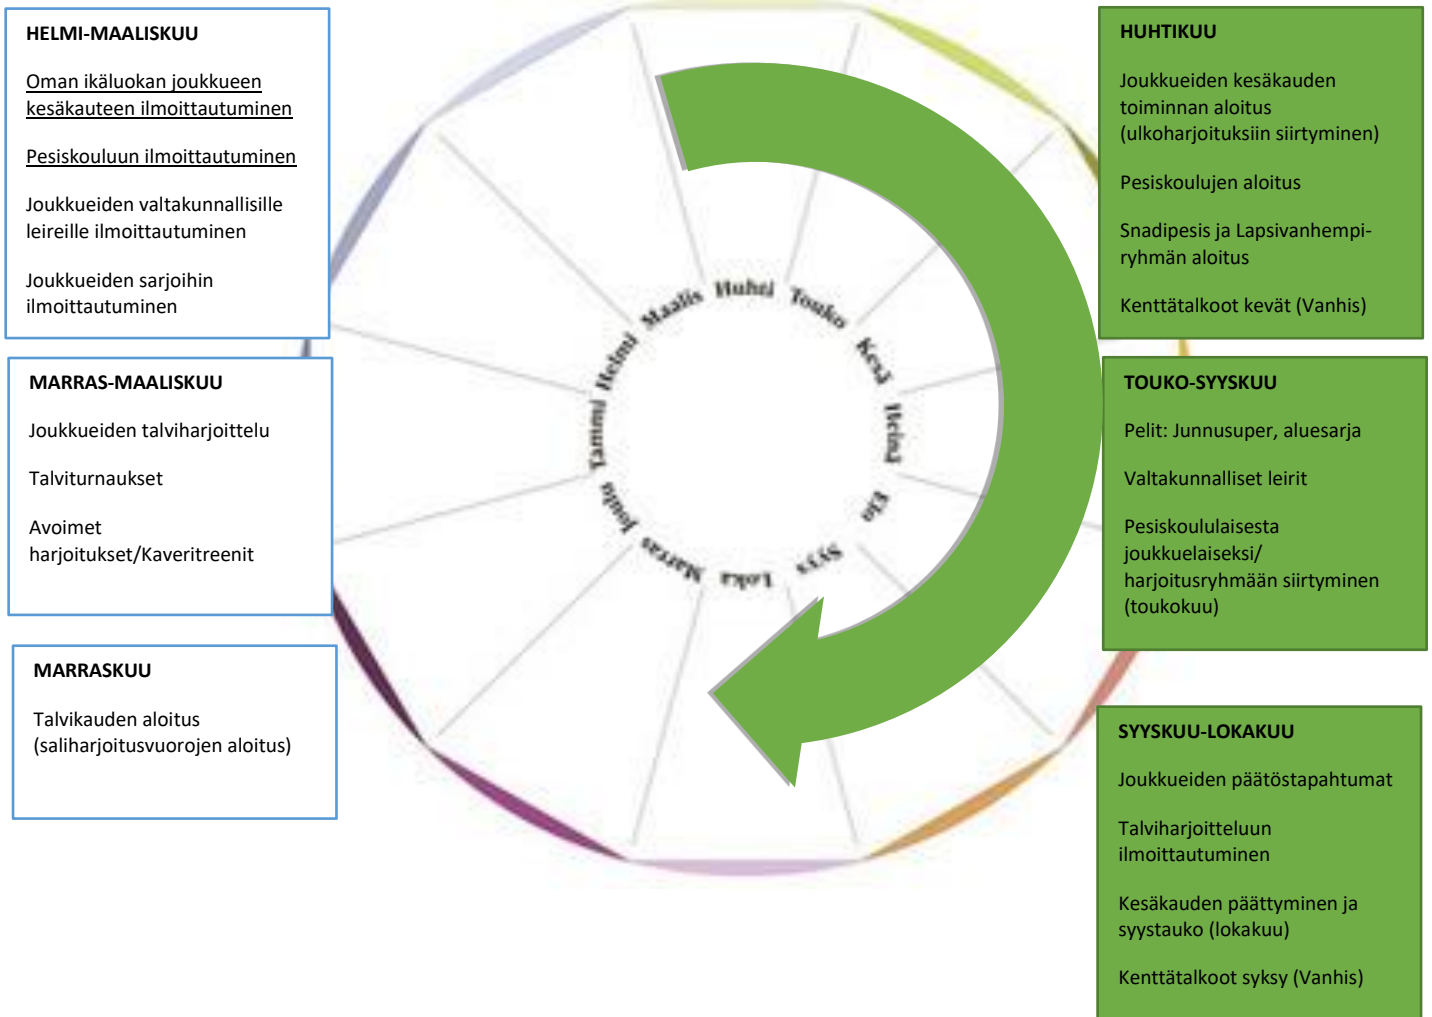 HELMI-MAALISKUU
Oman ikäluokan joukkueen
kesäkauteen ilmoittautuminen
Pesiskouluun ilmoittautuminen
Joukkueiden valtakunnallisille
leireille ilmoittautuminen
Joukkueiden sarjoihin
ilmoittautuminen
MARRAS-MAALISKUU
Joukkueiden talviharjoittelu
Talviturnaukset
Avoimet
harjoitukset/Kaveritreenit
MARRASKUU
Talvikauden aloitus
(saliharjoitusvuorojen aloitus)
Tammi
Helmi
Maalis
Huhti
Touko
Kesä
Heinä
Elo
Syys
Loka
Marras
Joulu
HUHTIKUU
Joukkueiden kesäkauden
toiminnan aloitus
(ulkoharjoituksiin siirtyminen)
Pesiskoulujen aloitus
Snadipesis ja Lapsivanhempi-
ryhmän aloitus
Kenttätalkoot kevät (Vanhis)
TOUKO-SYYSKUU
Pelit: Junnusuper, aluesarja
Valtakunnalliset leirit
Pesiskoululaisesta
joukkuelaiseksi/
harjoitusryhmään siirtyminen
(toukokuu)
SYYSKUU-LOKAKUU
Joukkueiden päätöstapahtumat
Talviharjoitteluun
ilmoittautuminen
Kesäkauden päättyminen ja
syystauko (lokakuu)
Kenttätalkoot syksy (Vanhis)